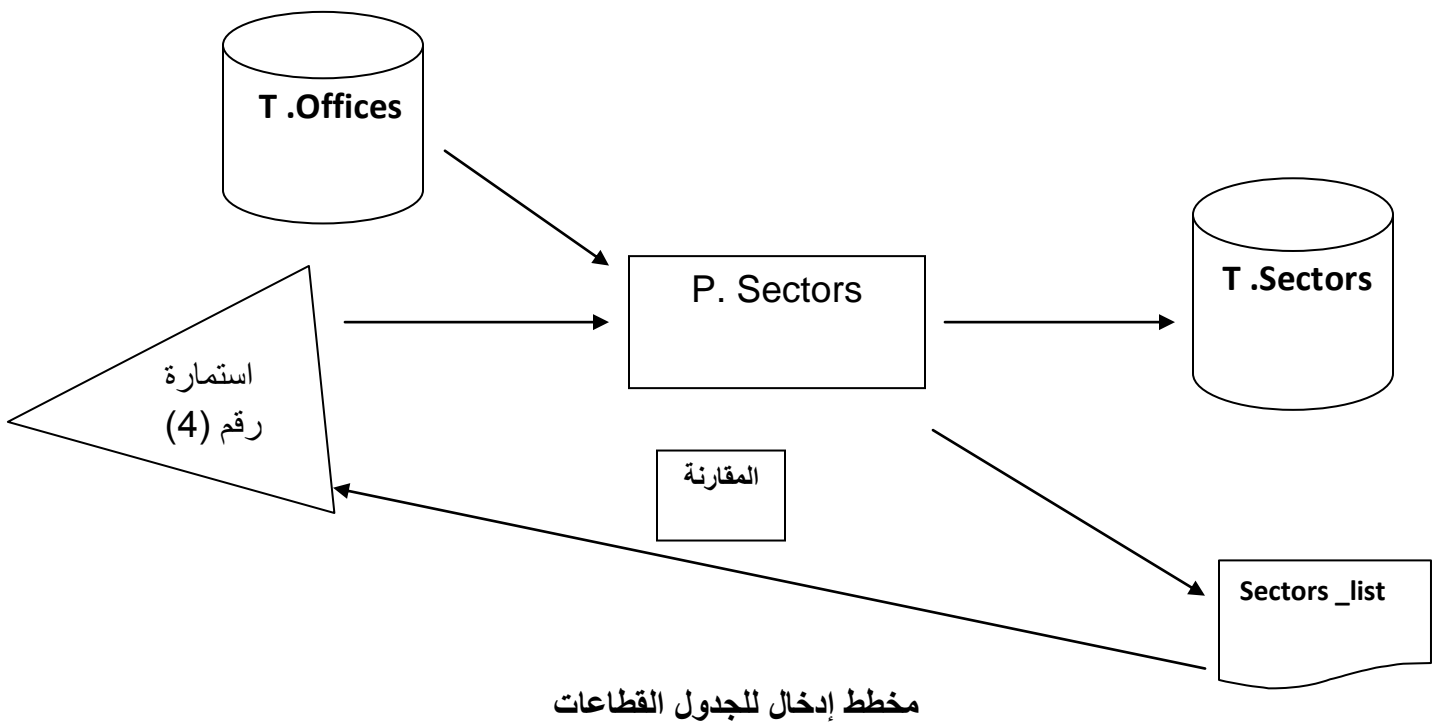 T .Offices
P. Sectors
T .Sectors
استمارة
رقم (4)
المقارنة
Sectors _list
مخطط إدخال للجدول القطاعات